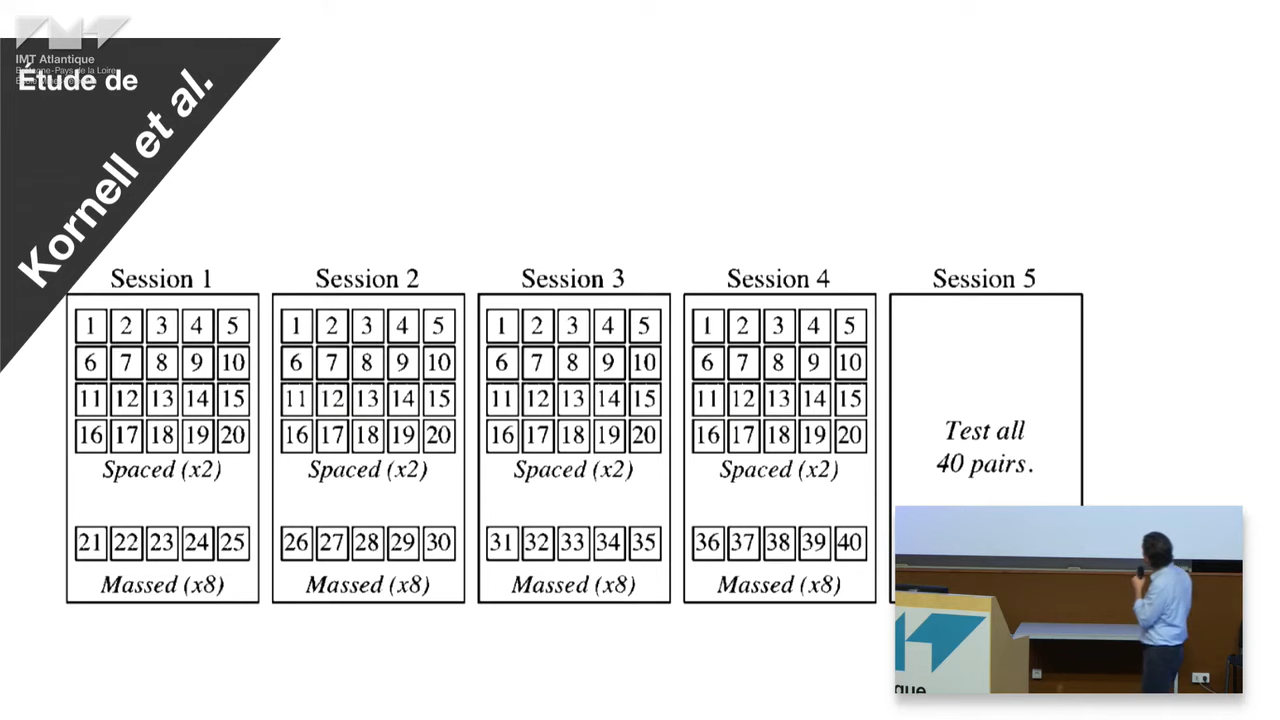 IMT Atlantique
Bretagne-Pays de la Loire
Étude de
Kornell et al.
Session 1
Session 2
Session 3
Session 4
Session 5
1 2 3 4 5
6 7 8 9 10
11 12 13 14 15
16 17 18 19 20
Spaced (x2)
21 22 23 24 25
Massed (x8)
1 2 3 4 5
6 7 8 9 10
11 12 13 14 15
16 17 18 19 20
Spaced (x2)
26 27 28 29 30
Massed (x8)
1 2 3 4 5
6 7 8 9 10
11 12 13 14 15
16 17 18 19 20
Spaced (x2)
31 32 33 34 35
Massed (x8)
1 2 3 4 5
6 7 8 9 10
11 12 13 14 15
16 17 18 19 20
Spaced (x2)
36 37 38 39 40
Massed (x8)
Test all
40 pairs.
que